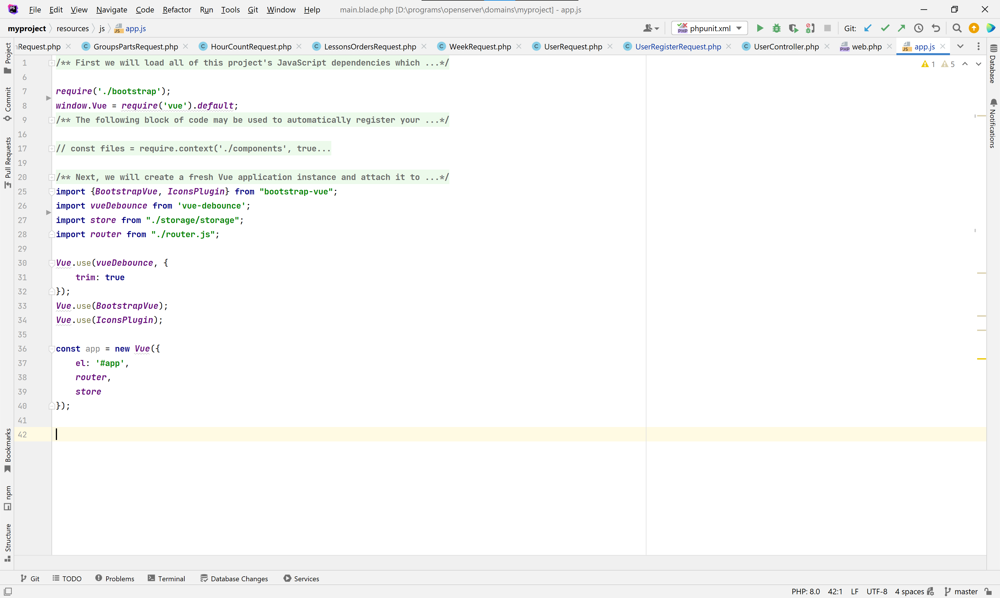 File Edit View Navigate Code Refactor Run Tools Git Window Help main.blade.php [D:\programs\openserver\domains\myproject] - app.js
myproject resources js app.js phpunit.xml Git:
Request.php GroupsPartsRequest.php HourCountRequest.php LessonsOrdersRequest.php WeekRequest.php UserRequest.php UserRegisterRequest.php UserController.php web.php app.js
1 /** First we will load all of this project's JavaScript dependencies which ...*/
1 5
6
7 require('./bootstrap');
8 window.Vue = require('vue').default;
9 /** The following block of code may be used to automatically register your ...*/
16
17 // const files = require.context('./components', true...
19
20 /** Next, we will create a fresh Vue application instance and attach it to ...*/
25 import {BootstrapVue, IconsPlugin} from "bootstrap-vue";
26 import vueDebounce from 'vue-debounce';
27 import store from "./storage/storage";
28 import router from "./router.js";
29
30 Vue.use(vueDebounce, {
31 trim: true
32 });
33 Vue.use(BootstrapVue);
34 Vue.use(IconsPlugin);
35
36 const app = new Vue({
37 el: '#app',
38 router,
39 store
40 });
41
42
Project
Commit
Pull Requests
Bookmarks
npm
Structure
Database
Notifications
Git TODO Problems Terminal Database Changes Services
PHP: 8.0 42:1 LF UTF-8 4 spaces master